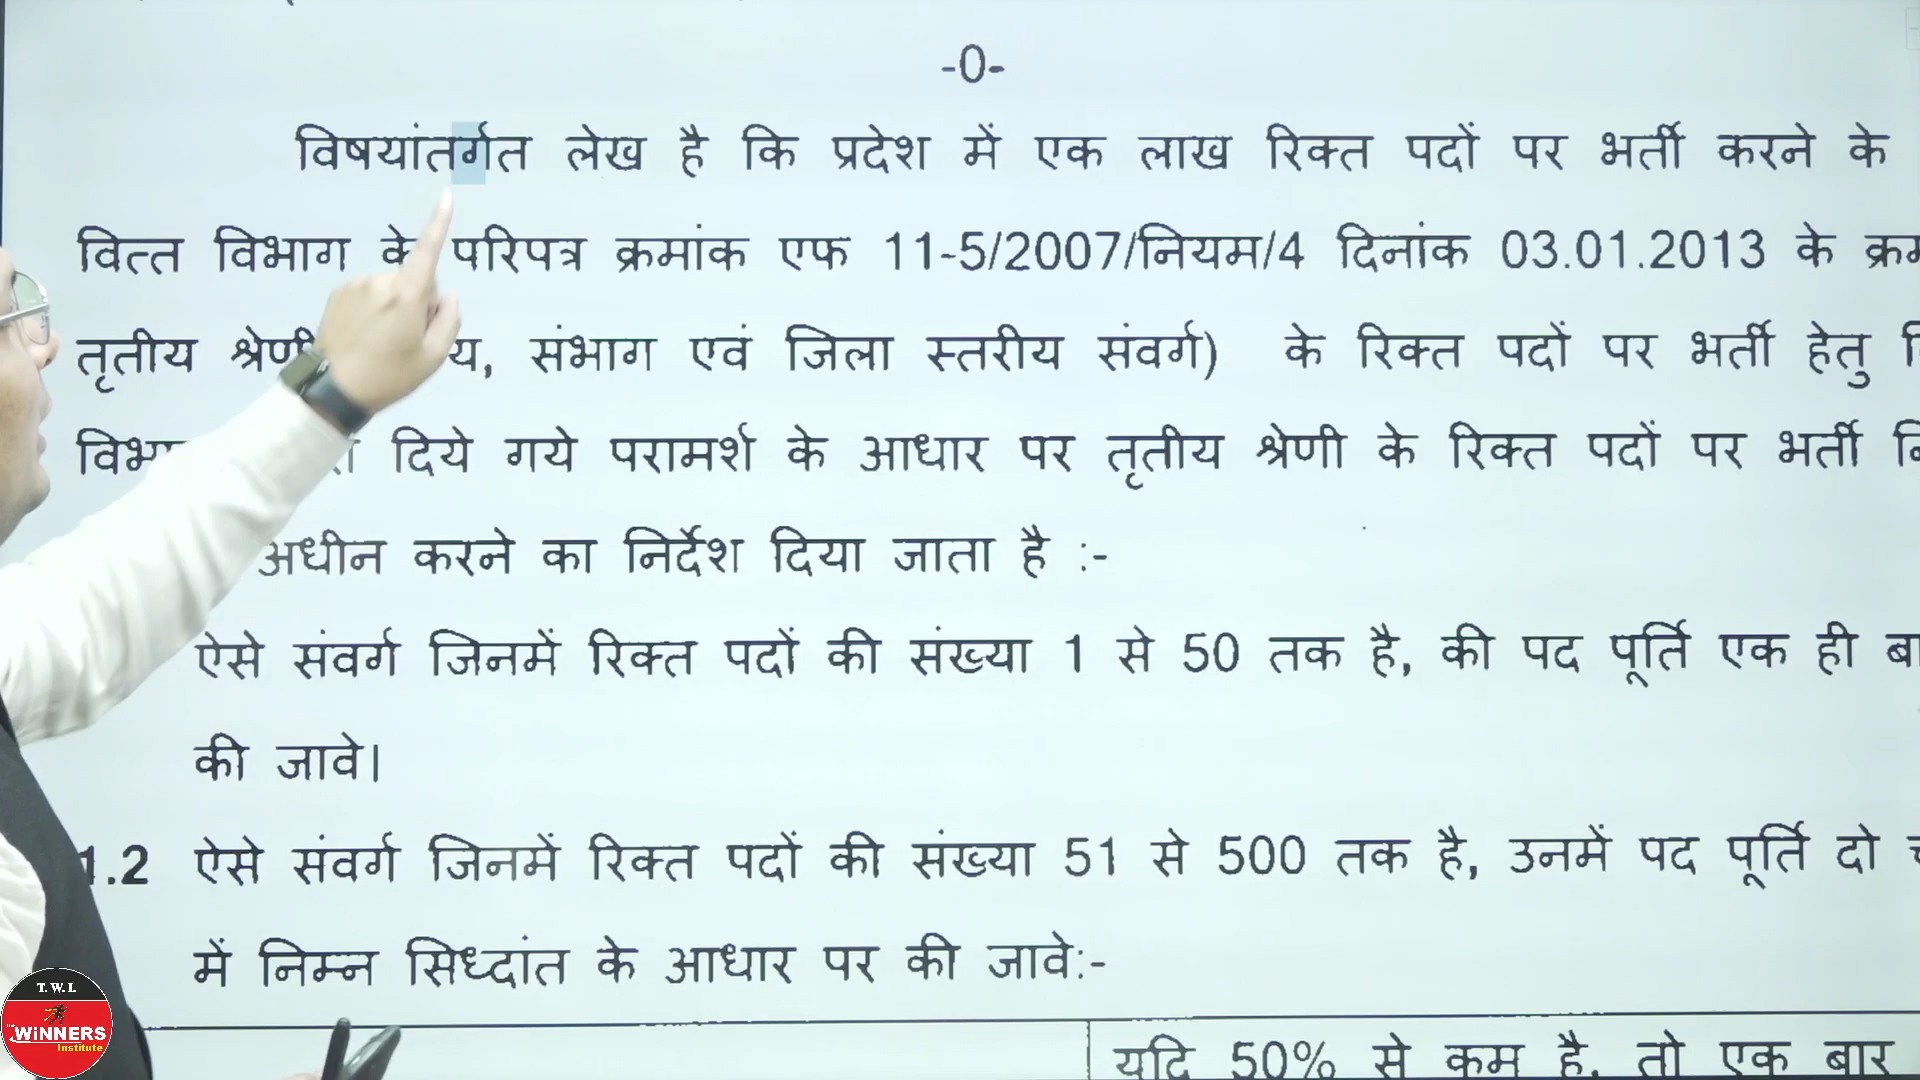 -0-
विषयांतर्गत लेख है कि प्रदेश में एक लाख रिक्त पदों पर भर्ती करने के
वित्त विभाग के परिपत्र क्रमांक एफ 11-5/2007/नियम/4 दिनांक 03.01.2013 के
तृतीय श्रेणी संभाग एवं जिला स्तरीय संवर्ग) के रिक्त पदों पर भर्ती हेतु
दिये गये परामर्श के आधार पर तृतीय श्रेणी के रिक्त पदों पर भर्ती
अधीन करने का निर्देश दिया जाता है :-
ऐसे संवर्ग जिनमें रिक्त पदों की संख्या 1 से 50 तक है, की पद पूर्ति एक ही
की जावे।
1.2 ऐसे संवर्ग जिनमें रिक्त पदों की संख्या 51 से 500 तक है, उनमें पद पूर्ति दो
में निम्न सिध्दांत के आधार पर की जावे:-
यदि 50% से कम है, तो एक बार
T.W.I
The WiNNERS
Institute